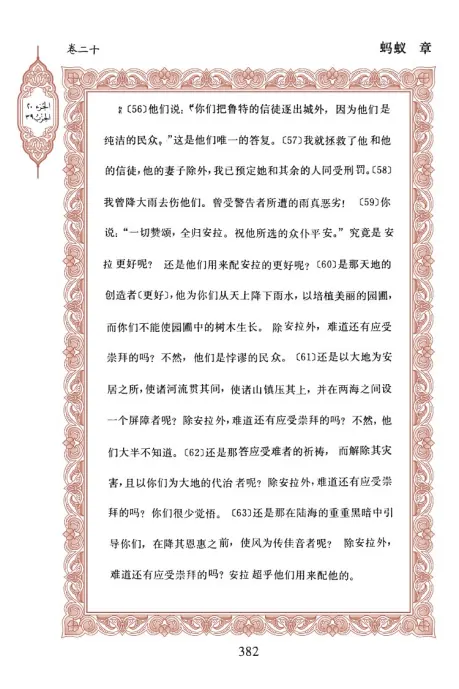 卷二十
蚂蚁 章
الجزء ٢٠
الحزب ٣٩
〔56〕他们说：“你们把鲁特的信徒逐出城外，因为他们是
纯洁的民众。”这是他们唯一的答复。〔57〕我就拯救了他和他
的信徒，他的妻子除外，我已预定她和其余的人同受刑罚。〔58〕
我曾降大雨去伤他们。曾受警告者所遭的雨真恶劣！〔59〕你
说：“一切赞颂，全归安拉。祝他所选的众仆平安。”究竟是安
拉更好呢？还是他们用来配安拉的更好呢？〔60〕是那天地的
创造者〔更好〕，他为你们从天上降下雨水，以培植美丽的园圃，
而你们不能使园圃中的树木生长。除安拉外，难道还有应受
崇拜的吗？不然，他们是悖谬的民众。〔61〕还是以大地为安
居之所，使诸河流贯其间，使诸山镇压其上，并在两海之间设
一个屏障者呢？除安拉外，难道还有应受崇拜的吗？不然，他
们大半不知道。〔62〕还是那答应受难者的祈祷，而解除其灾
害，且以你们为大地的代治者呢？除安拉外，难道还有应受崇
拜的吗？你们很少觉悟。〔63〕还是那在陆海的重重黑暗中引
导你们，在降其恩惠之前，使风为传佳音者呢？除安拉外，
难道还有应受崇拜的吗？安拉超乎他们用来配他的。
382